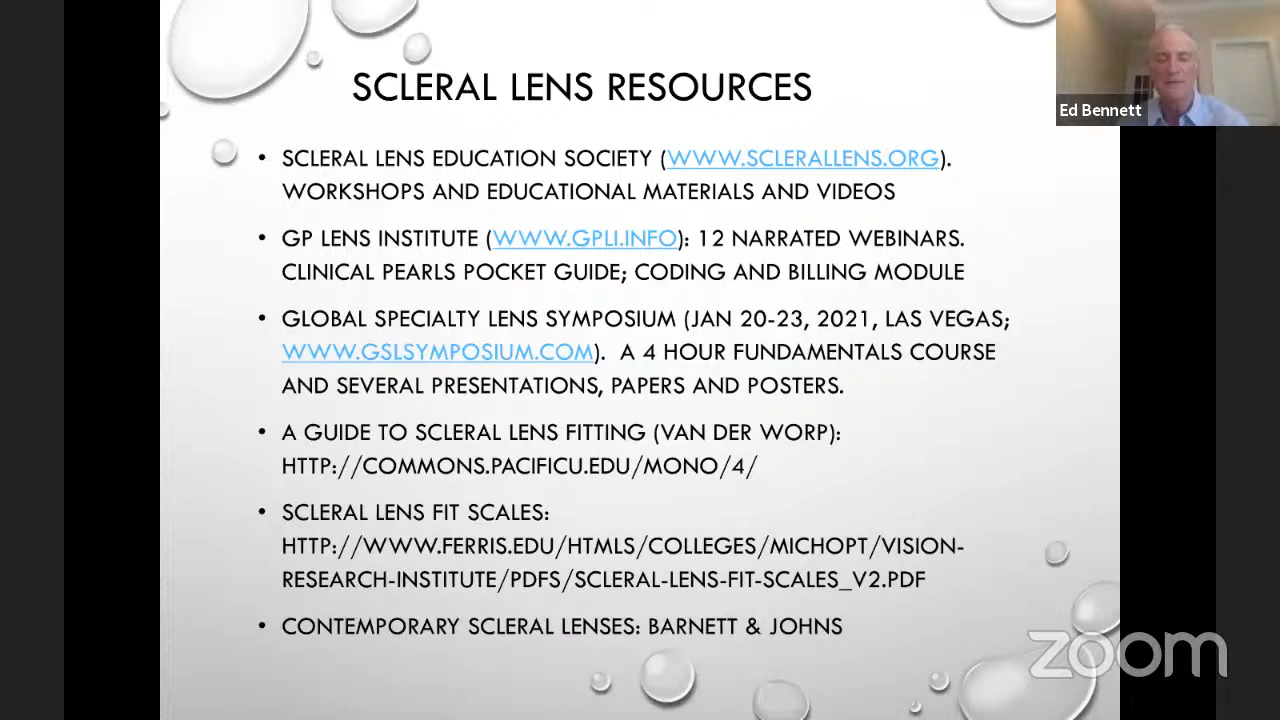 SCLERAL LENS RESOURCES
Ed Bennett
• SCLERAL LENS EDUCATION SOCIETY (WWW.SCLERALLENS.ORG).
WORKSHOPS AND EDUCATIONAL MATERIALS AND VIDEOS
• GP LENS INSTITUTE (WWW.GPLI.INFO): 12 NARRATED WEBINARS.
CLINICAL PEARLS POCKET GUIDE; CODING AND BILLING MODULE
• GLOBAL SPECIALTY LENS SYMPOSIUM (JAN 20-23, 2021, LAS VEGAS;
WWW.GSLSYMPOSIUM.COM). A 4 HOUR FUNDAMENTALS COURSE
AND SEVERAL PRESENTATIONS, PAPERS AND POSTERS.
• A GUIDE TO SCLERAL LENS FITTING (VAN DER WORP):
HTTP://COMMONS.PACIFICU.EDU/MONO/4/
• SCLERAL LENS FIT SCALES:
HTTP://WWW.FERRIS.EDU/HTMLS/COLLEGES/MICHOPT/VISION-
RESEARCH-INSTITUTE/PDFS/SCLERAL-LENS-FIT-SCALES_V2.PDF
• CONTEMPORARY SCLERAL LENSES: BARNETT & JOHNS
zoom